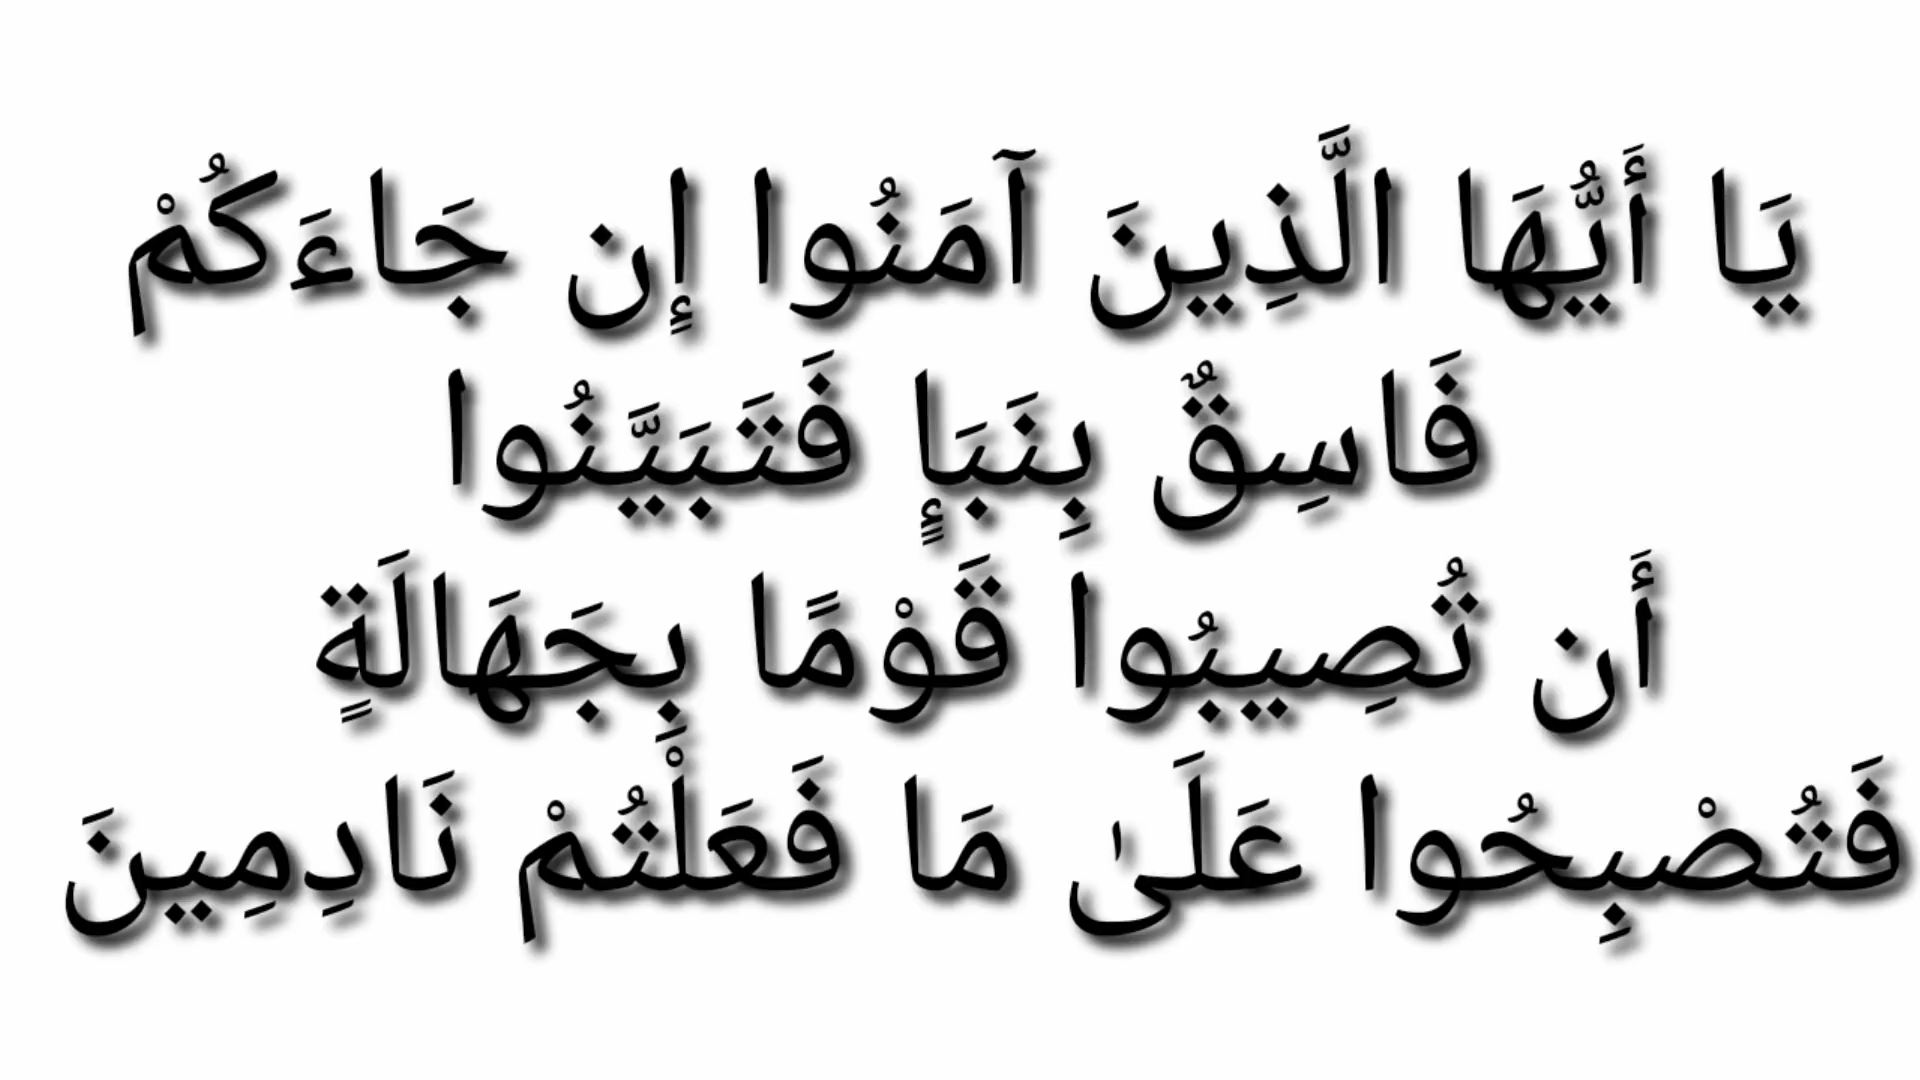 يَا أَيُّهَا الَّذِينَ آمَنُوا إِن جَاءَكُمْ
فَاسِقٌ بِنَبَإٍ فَتَبَيَّنُوا
أَن تُصِيبُوا قَوْمًا بِجَهَالَةٍ
فَتُصْبِحُوا عَلَىٰ مَا فَعَلْتُمْ نَادِمِينَ